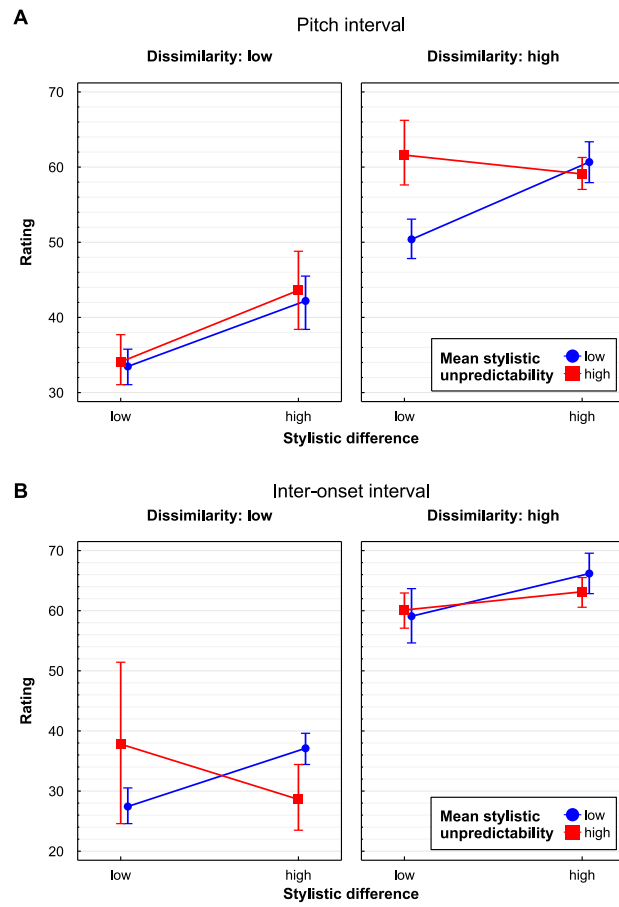 A
Pitch interval
Dissimilarity: low
Dissimilarity: high
70
60
50
40
30
Rating
Mean stylistic unpredictability
low
high
low
high
low
high
Stylistic difference
B
Inter-onset interval
Dissimilarity: low
Dissimilarity: high
70
60
50
40
30
20
Rating
Mean stylistic unpredictability
low
high
low
high
low
high
Stylistic difference